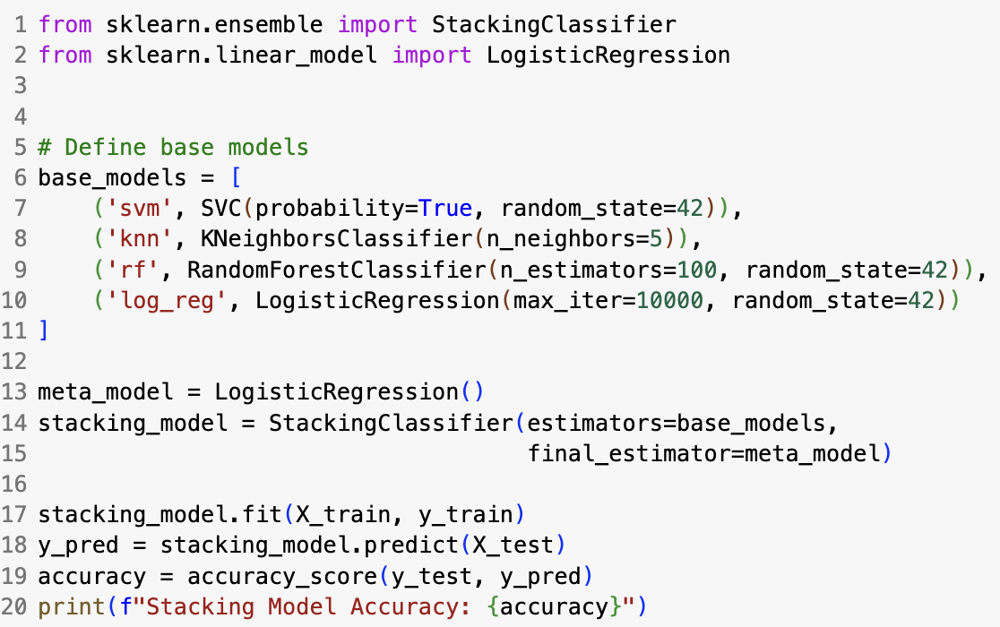 1 from sklearn.ensemble import StackingClassifier
2 from sklearn.linear_model import LogisticRegression
3
4
5 # Define base models
6 base_models = [
7     ('svm', SVC(probability=True, random_state=42)),
8     ('knn', KNeighborsClassifier(n_neighbors=5)),
9     ('rf', RandomForestClassifier(n_estimators=100, random_state=42)),
10     ('log_reg', LogisticRegression(max_iter=10000, random_state=42))
11 ]
12
13 meta_model = LogisticRegression()
14 stacking_model = StackingClassifier(estimators=base_models,
15                                     final_estimator=meta_model)
16
17 stacking_model.fit(X_train, y_train)
18 y_pred = stacking_model.predict(X_test)
19 accuracy = accuracy_score(y_test, y_pred)
20 print(f"Stacking Model Accuracy: {accuracy}")